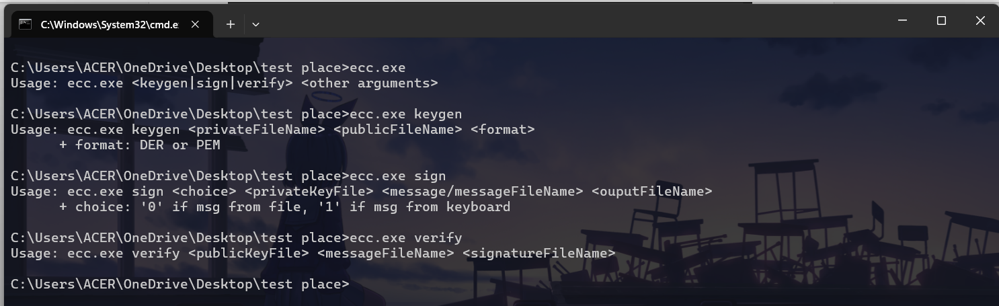 C:\Windows\System32\cmd.e
C:\Users\ACER\OneDrive\Desktop\test place>ecc.exe
Usage: ecc.exe <keygen|sign|verify> <other arguments>
C:\Users\ACER\OneDrive\Desktop\test place>ecc.exe keygen
Usage: ecc.exe keygen <privateFileName> <publicFileName> <format>
+ format: DER or PEM
C:\Users\ACER\OneDrive\Desktop\test place>ecc.exe sign
Usage: ecc.exe sign <choice> <privateKeyFile> <message/messageFileName> <ouputFileName>
+ choice: '0' if msg from file, '1' if msg from keyboard
C:\Users\ACER\OneDrive\Desktop\test place>ecc.exe verify
Usage: ecc.exe verify <publicKeyFile> <messageFileName> <signatureFileName>
C:\Users\ACER\OneDrive\Desktop\test place>